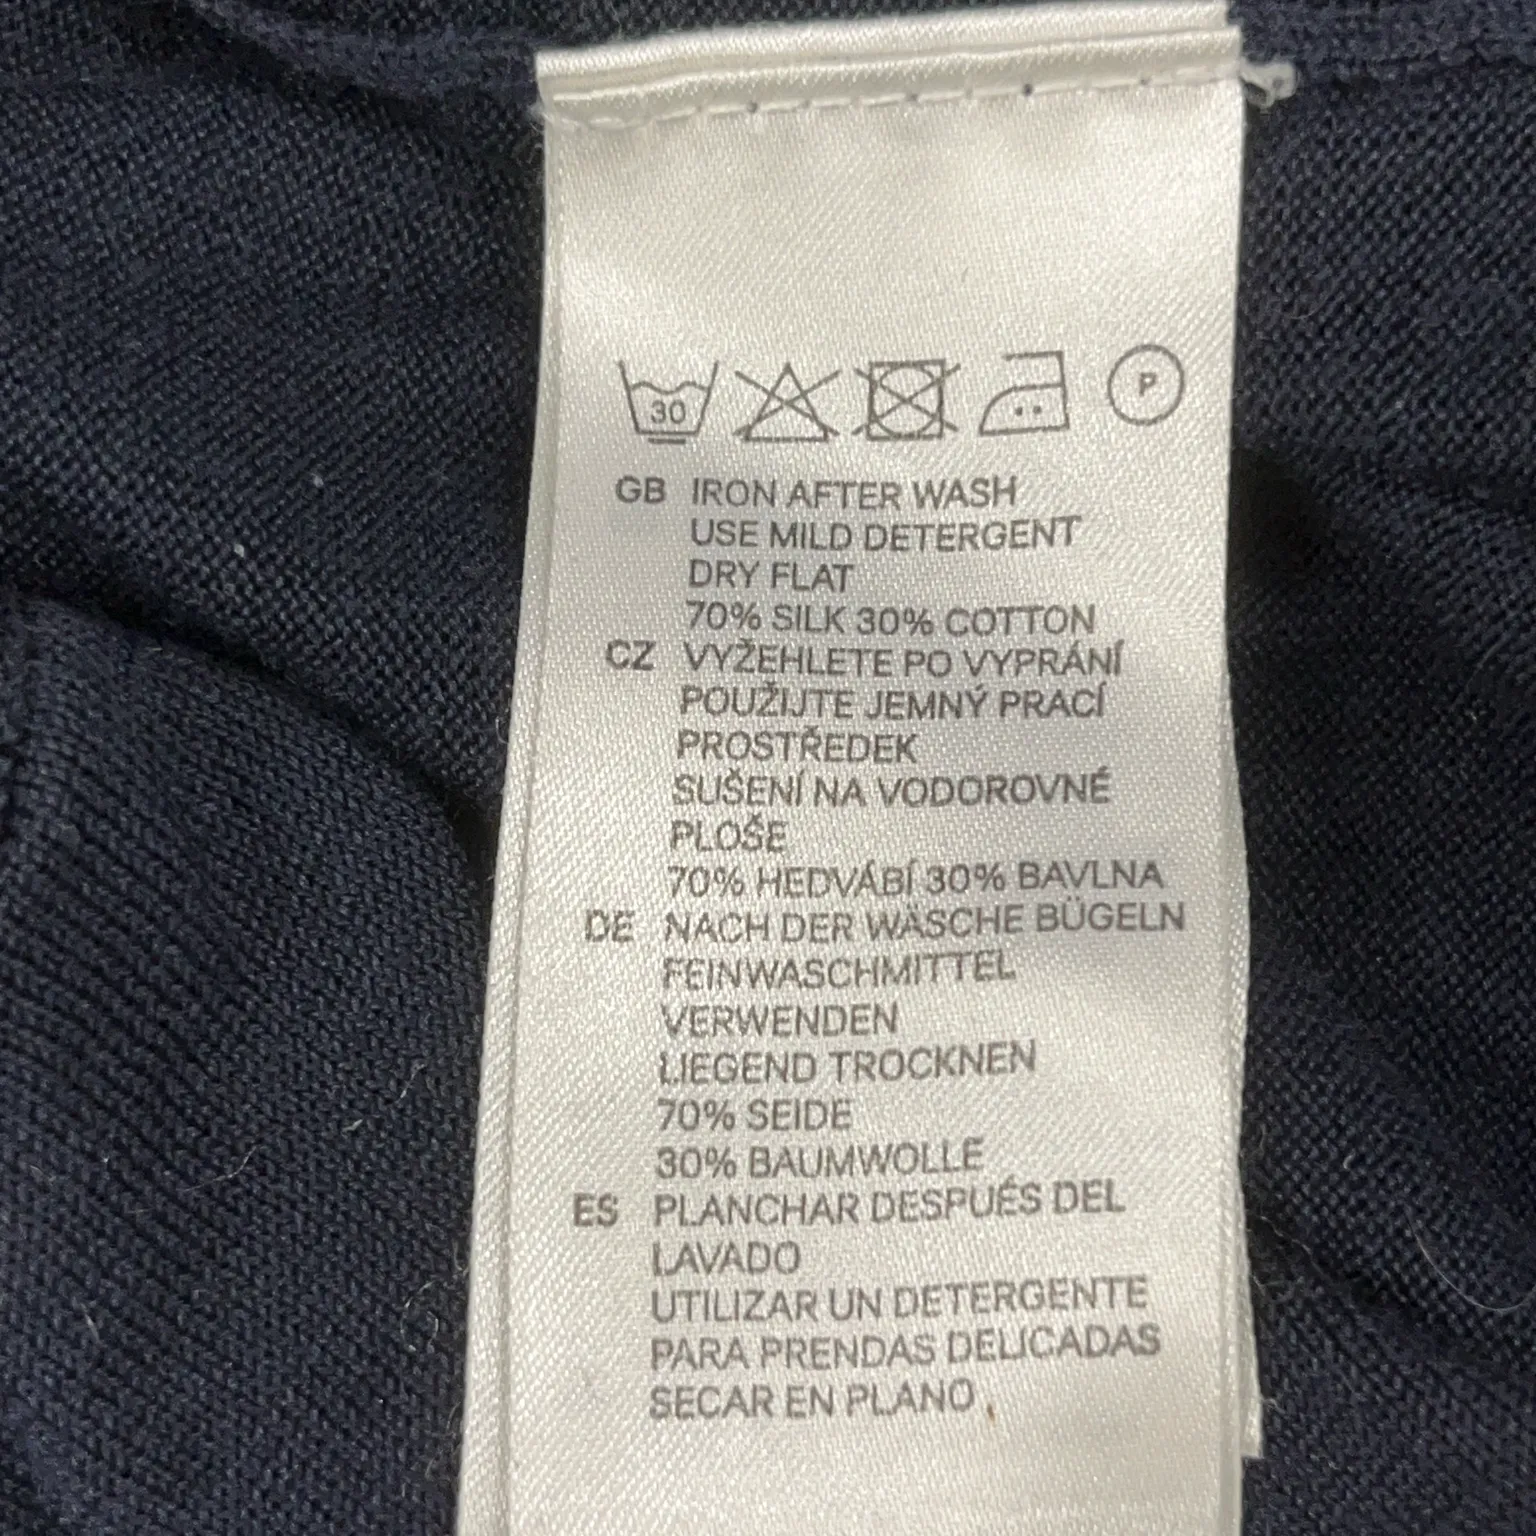 30 P
GB IRON AFTER WASH
USE MILD DETERGENT
DRY FLAT
70% SILK 30% COTTON
CZ VYŽEHLETE PO VYPRÁNÍ
POUŽIJTE JEMNÝ PRACÍ
PROSTŘEDEK
SUŠENÍ NA VODOROVNÉ
PLOŠE
70% HEDVÁBÍ 30% BAVLNA
DE NACH DER WÄSCHE BÜGELN
FEINWASCHMITTEL
VERWENDEN
LIEGEND TROCKNEN
70% SEIDE
30% BAUMWOLLE
ES PLANCHAR DESPUÉS DEL
LAVADO
UTILIZAR UN DETERGENTE
PARA PRENDAS DELICADAS
SECAR EN PLANO